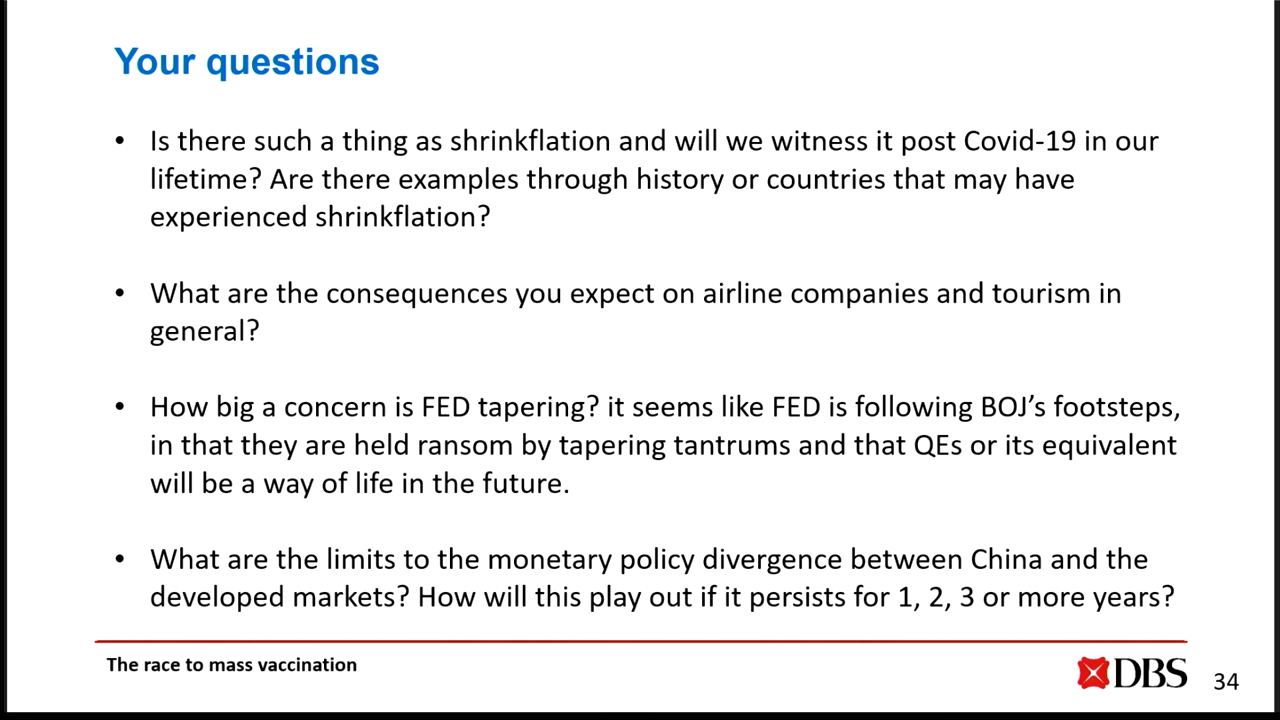 Your questions
• Is there such a thing as shrinkflation and will we witness it post Covid-19 in our
lifetime? Are there examples through history or countries that may have
experienced shrinkflation?
• What are the consequences you expect on airline companies and tourism in
general?
• How big a concern is FED tapering? it seems like FED is following BOJ’s footsteps,
in that they are held ransom by tapering tantrums and that QEs or its equivalent
will be a way of life in the future.
• What are the limits to the monetary policy divergence between China and the
developed markets? How will this play out if it persists for 1, 2, 3 or more years?
The race to mass vaccination
DBS
34